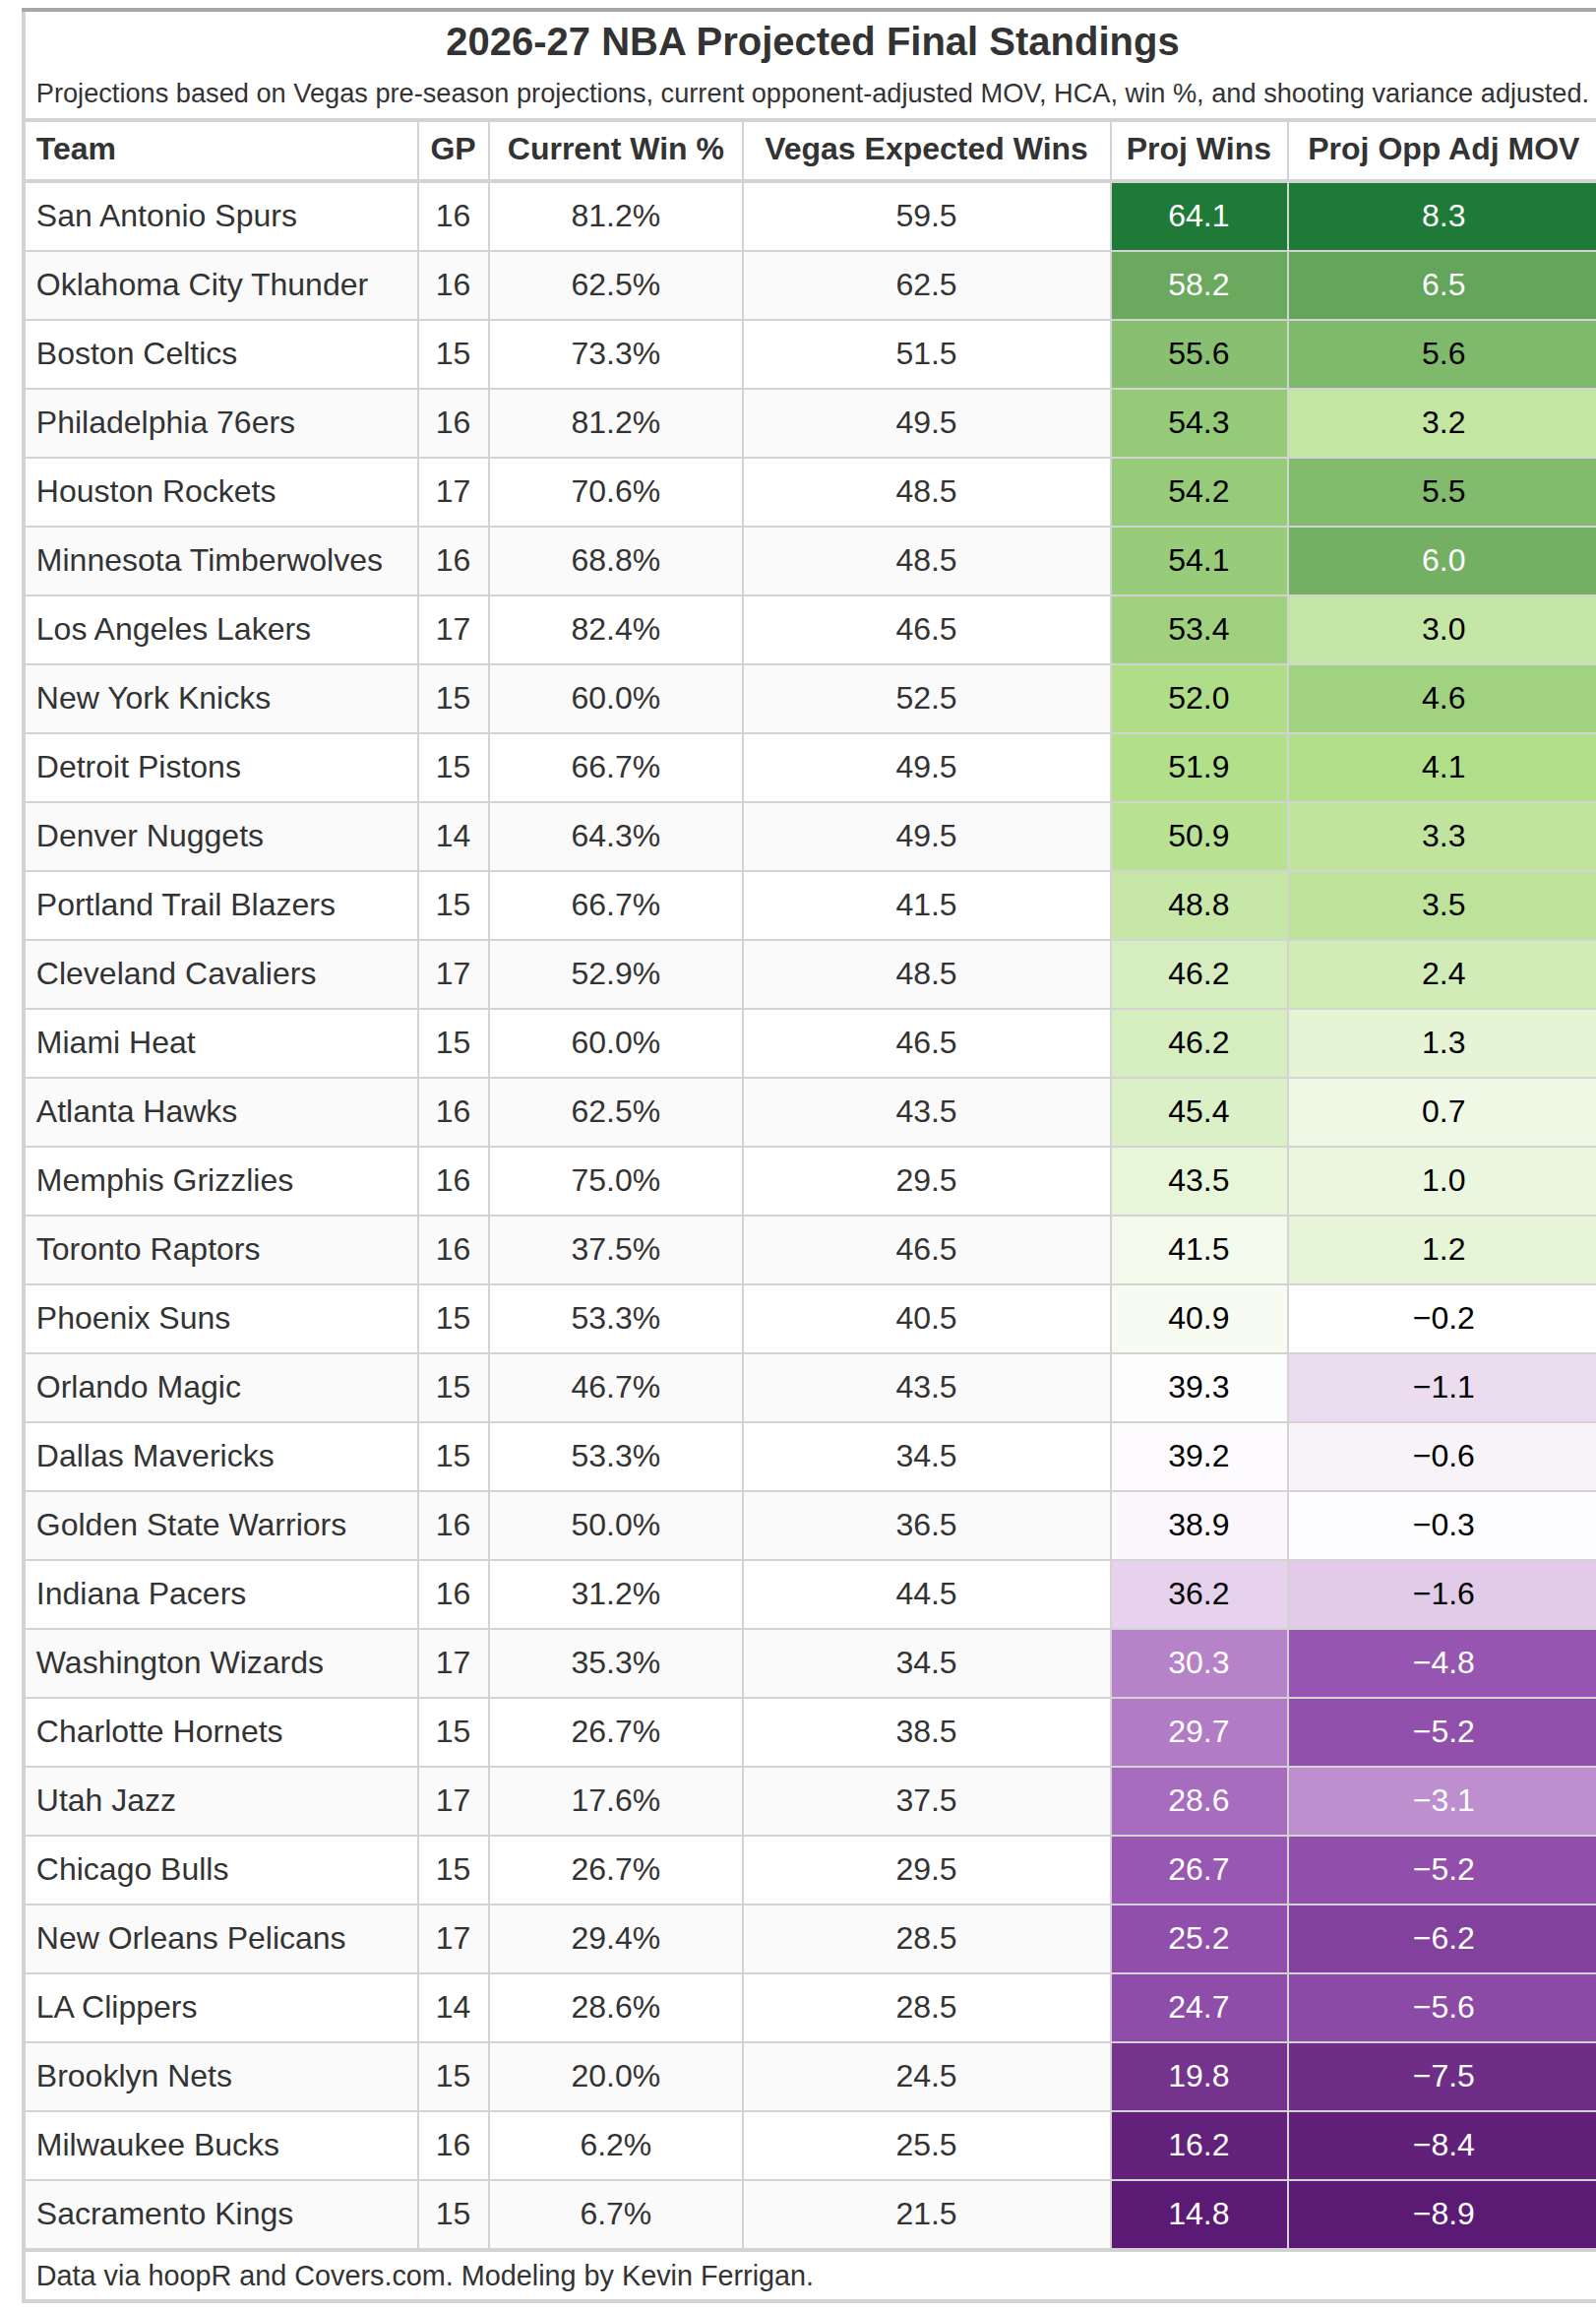 2026-27 NBA Projected Final Standings
Projections based on Vegas pre-season projections, current opponent-adjusted MOV, HCA, win %, and shooting variance adjusted.
Team GP Current Win % Vegas Expected Wins Proj Wins Proj Opp Adj MOV
San Antonio Spurs 16 81.2% 59.5 64.1 8.3
Oklahoma City Thunder 16 62.5% 62.5 58.2 6.5
Boston Celtics 15 73.3% 51.5 55.6 5.6
Philadelphia 76ers 16 81.2% 49.5 54.3 3.2
Houston Rockets 17 70.6% 48.5 54.2 5.5
Minnesota Timberwolves 16 68.8% 48.5 54.1 6.0
Los Angeles Lakers 17 82.4% 46.5 53.4 3.0
New York Knicks 15 60.0% 52.5 52.0 4.6
Detroit Pistons 15 66.7% 49.5 51.9 4.1
Denver Nuggets 14 64.3% 49.5 50.9 3.3
Portland Trail Blazers 15 66.7% 41.5 48.8 3.5
Cleveland Cavaliers 17 52.9% 48.5 46.2 2.4
Miami Heat 15 60.0% 46.5 46.2 1.3
Atlanta Hawks 16 62.5% 43.5 45.4 0.7
Memphis Grizzlies 16 75.0% 29.5 43.5 1.0
Toronto Raptors 16 37.5% 46.5 41.5 1.2
Phoenix Suns 15 53.3% 40.5 40.9 −0.2
Orlando Magic 15 46.7% 43.5 39.3 −1.1
Dallas Mavericks 15 53.3% 34.5 39.2 −0.6
Golden State Warriors 16 50.0% 36.5 38.9 −0.3
Indiana Pacers 16 31.2% 44.5 36.2 −1.6
Washington Wizards 17 35.3% 34.5 30.3 −4.8
Charlotte Hornets 15 26.7% 38.5 29.7 −5.2
Utah Jazz 17 17.6% 37.5 28.6 −3.1
Chicago Bulls 15 26.7% 29.5 26.7 −5.2
New Orleans Pelicans 17 29.4% 28.5 25.2 −6.2
LA Clippers 14 28.6% 28.5 24.7 −5.6
Brooklyn Nets 15 20.0% 24.5 19.8 −7.5
Milwaukee Bucks 16 6.2% 25.5 16.2 −8.4
Sacramento Kings 15 6.7% 21.5 14.8 −8.9
Data via hoopR and Covers.com. Modeling by Kevin Ferrigan.